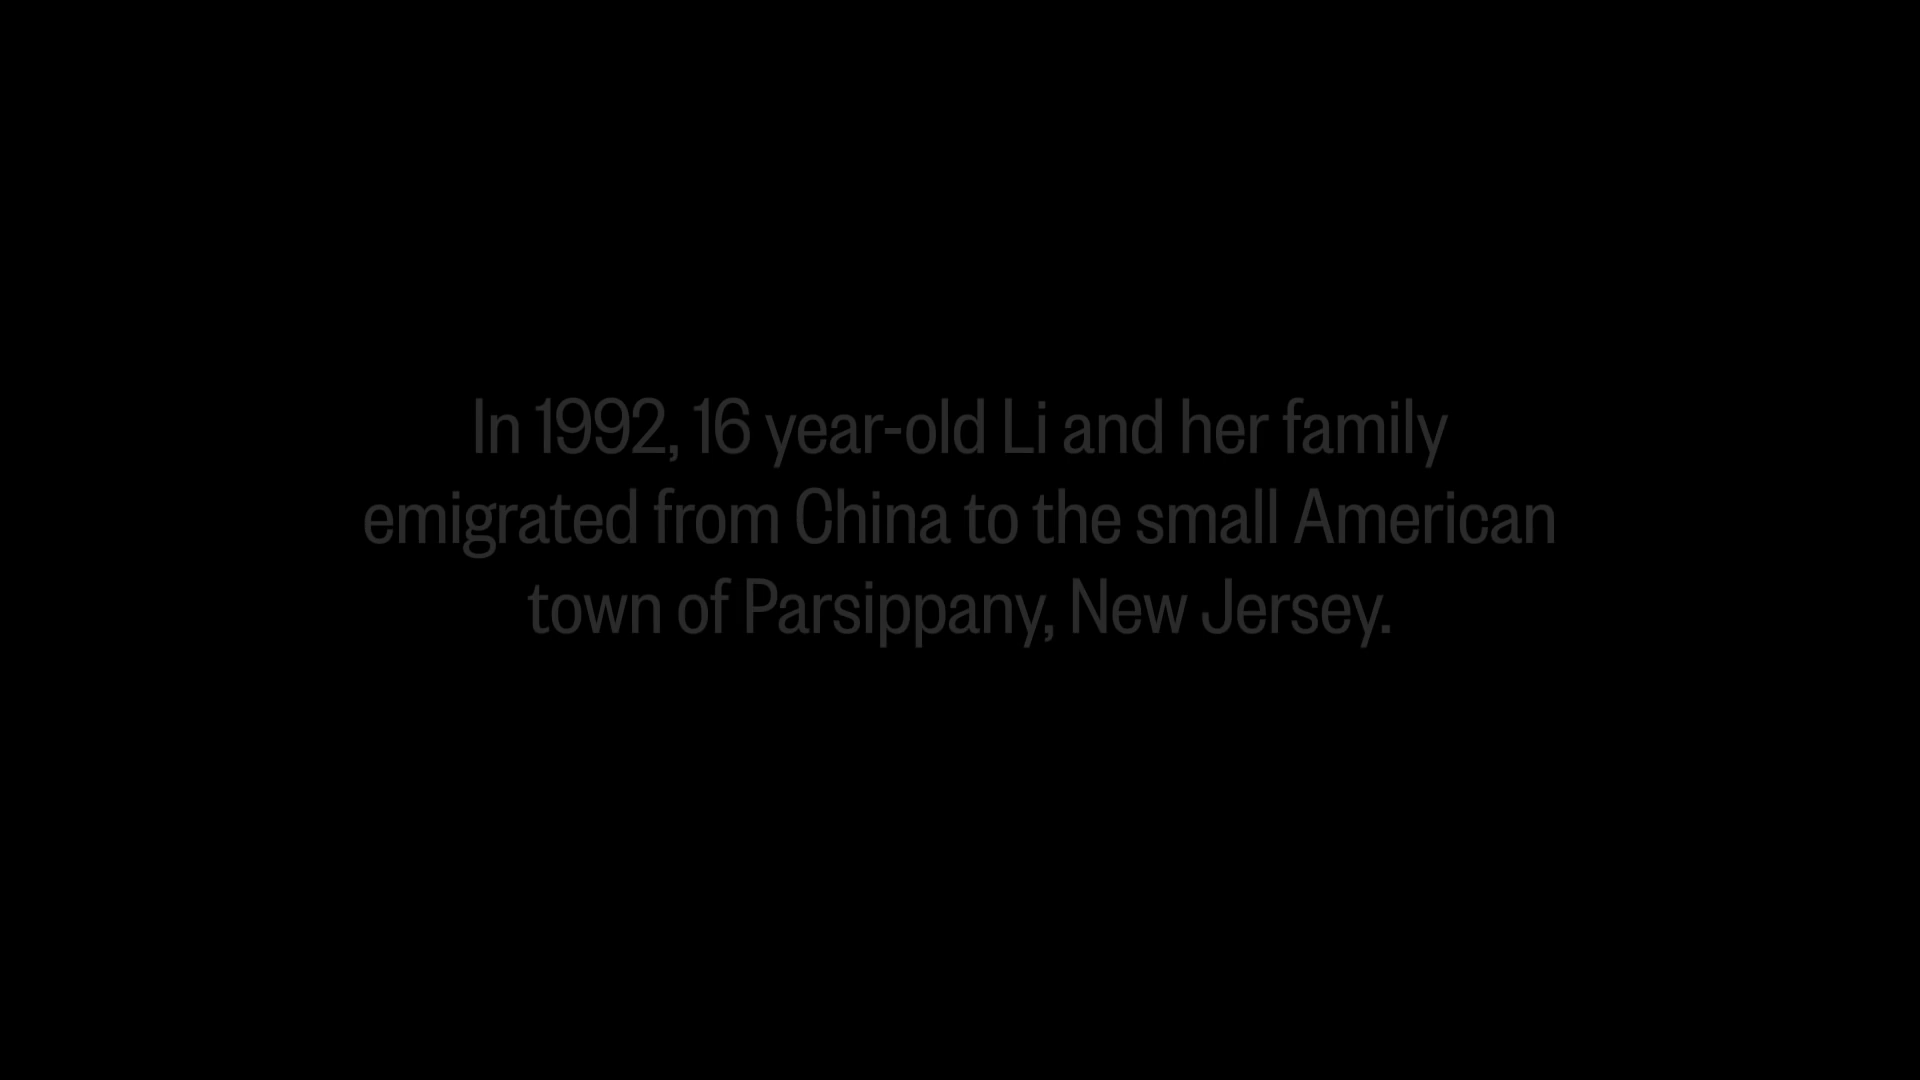 In 1992, 16 year-old Li and her family
emigrated from China to the small American
town of Parsippany, New Jersey.